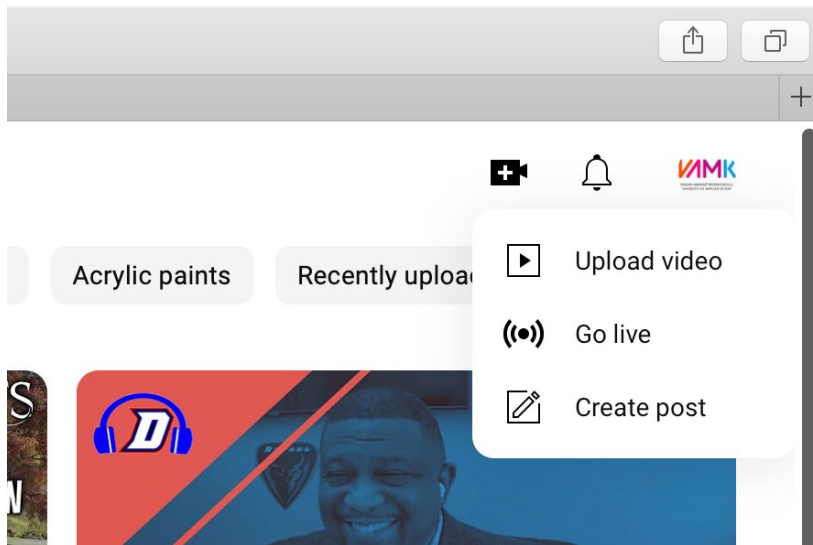 VAMK
Upload video
Acrylic paints
Recently uploa
Go live
Create post
S
D
N